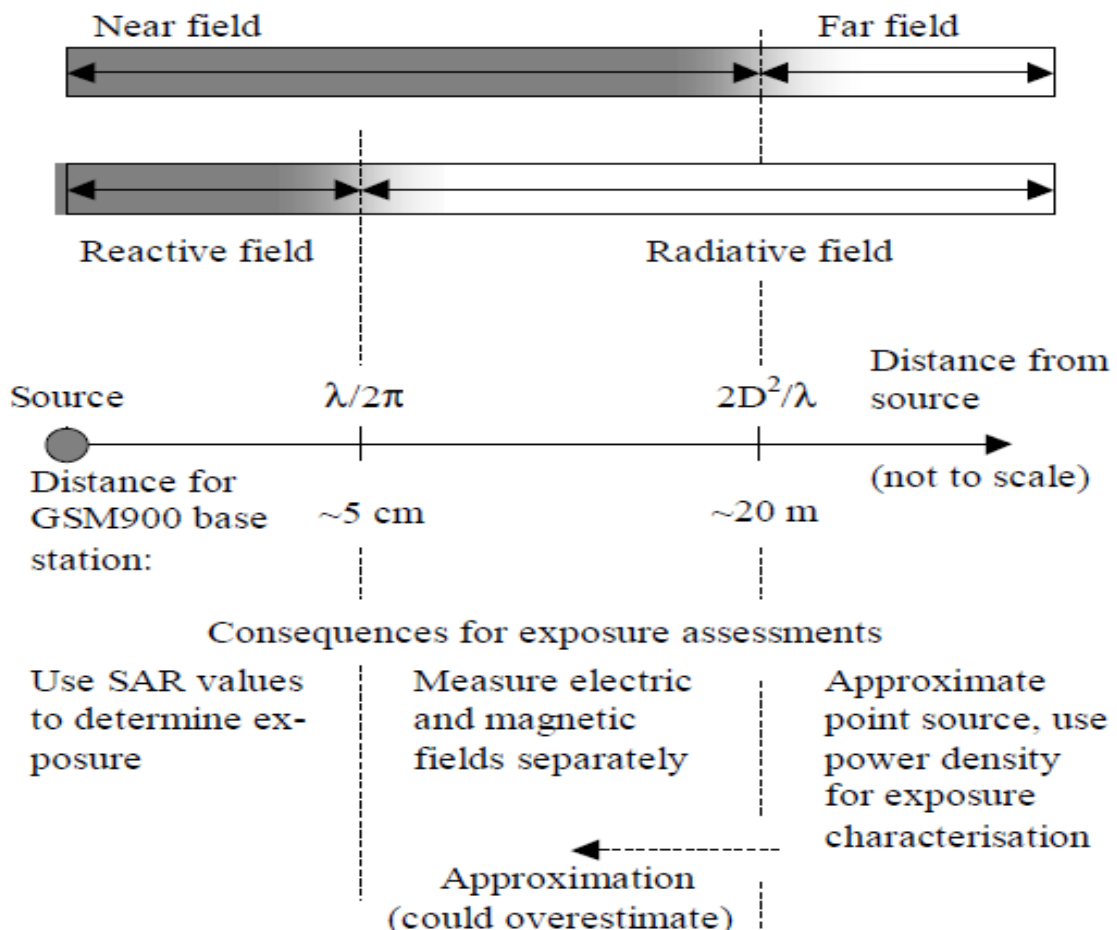 Near field
Far field
Reactive field
Radiative field
Source
λ/2π
2D²/λ
Distance from
source
(not to scale)
Distance for
GSM900 base
station:
~5 cm
~20 m
Consequences for exposure assessments
Use SAR values
to determine ex-
posure
Measure electric
and magnetic
fields separately
Approximate
point source, use
power density
for exposure
characterisation
Approximation
(could overestimate)